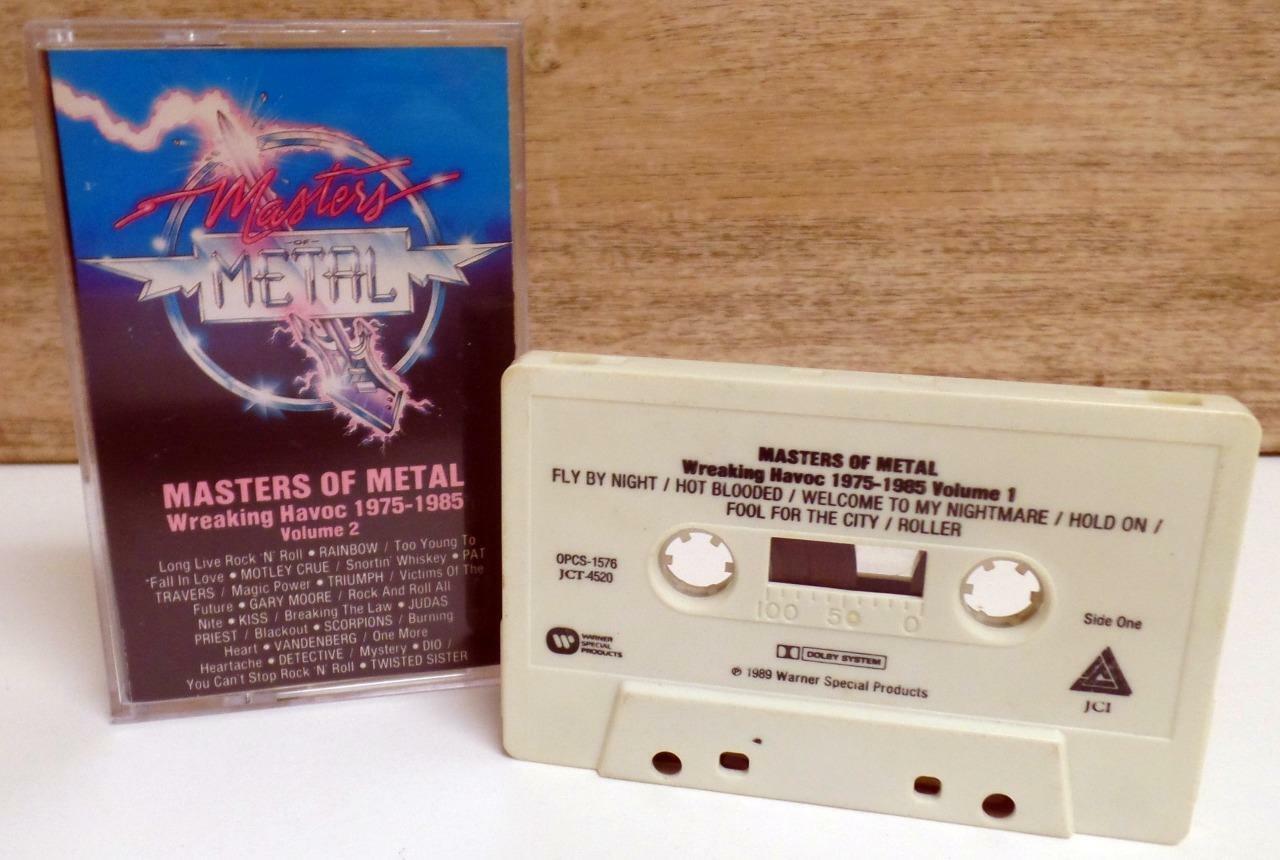 Masters
-OF-
METAL
MASTERS OF METAL
Wreaking Havoc 1975-1985
Volume 2
Long Live Rock 'N' Roll • RAINBOW / Too Young To
Fall In Love • MOTLEY CRUE / Snortin' Whiskey • PAT
TRAVERS / Magic Power • TRIUMPH / Victims Of The
Future • GARY MOORE / Rock And Roll All
Nite • KISS / Breaking The Law • JUDAS
PRIEST / Blackout • SCORPIONS / Burning
Heart • VANDENBERG / One More
Heartache • DETECTIVE / Mystery • DIO /
You Can't Stop Rock 'N' Roll • TWISTED SISTER
MASTERS OF METAL
Wreaking Havoc 1975-1985 Volume 1
FLY BY NIGHT / HOT BLOODED / WELCOME TO MY NIGHTMARE / HOLD ON /
FOOL FOR THE CITY / ROLLER
OPCS-1576
JCT-4520
100 50 0
Side One
WARNER
SPECIAL
PRODUCTS
DOLBY SYSTEM
℗ 1989 Warner Special Products
JCI